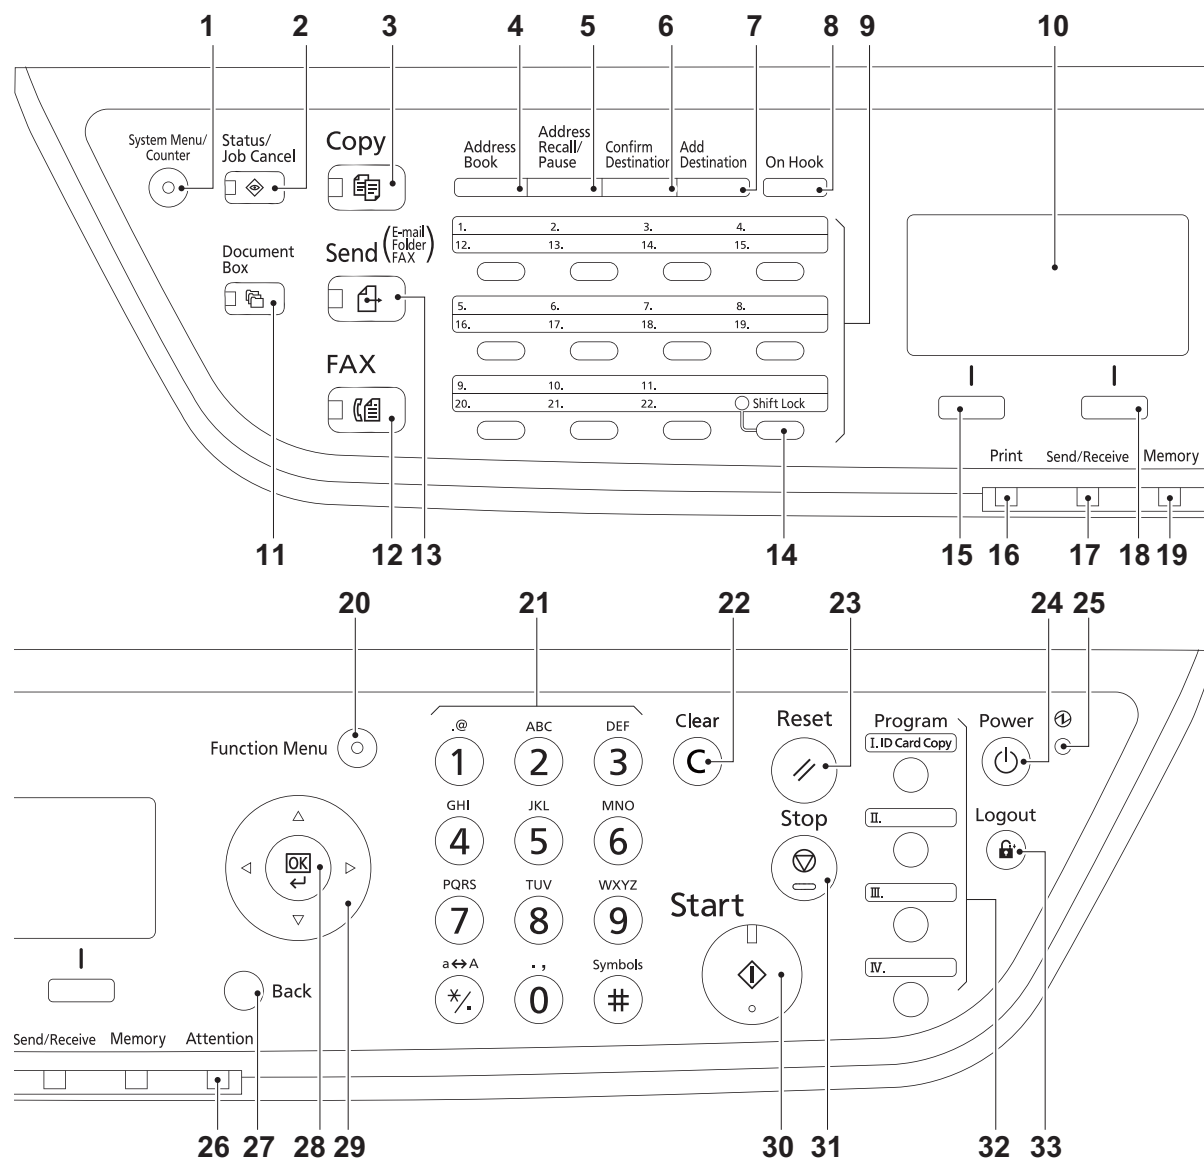 1 2 3 4 5 6 7 8 9 10
System Menu/
Counter
Status/
Job Cancel
Copy
Address
Book
Address
Recall/
Pause
Confirm
Destination
Add
Destination
On Hook
1. 2. 3. 4.
12. 13. 14. 15.
Document
Box
Send (E-mail
Folder
FAX)
5. 6. 7. 8.
16. 17. 18. 19.
FAX
9. 10. 11.
20. 21. 22. Shift Lock
Print Send/Receive Memory
11 12 13 14 15 16 17 18 19
20 21 22 23 24 25
Function Menu
.@ ABC DEF
1 2 3
GHI JKL MNO
4 5 6
PQRS TUV WXYZ
7 8 9
a↔A . , Symbols
*/. 0 #
Clear
C
Reset
Stop
Start
Program
I. ID Card Copy
II.
III.
IV.
Power
Logout
OK
Back
Send/Receive Memory Attention
26 27 28 29 30 31 32 33